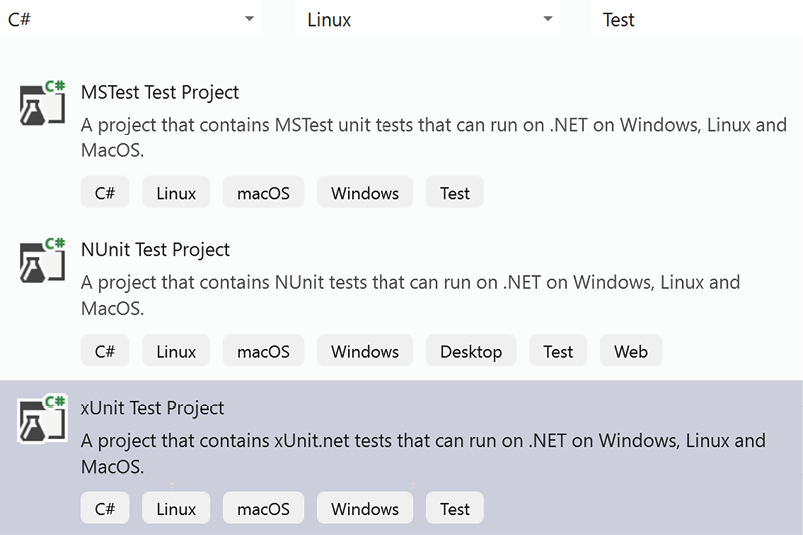 C# Linux Test
C#
MSTest Test Project
A project that contains MSTest unit tests that can run on .NET on Windows, Linux and
MacOS.
C# Linux macOS Windows Test
C#
NUnit Test Project
A project that contains NUnit tests that can run on .NET on Windows, Linux and
MacOS.
C# Linux macOS Windows Desktop Test Web
C#
xUnit Test Project
A project that contains xUnit.net tests that can run on .NET on Windows, Linux and
MacOS.
C# Linux macOS Windows Test